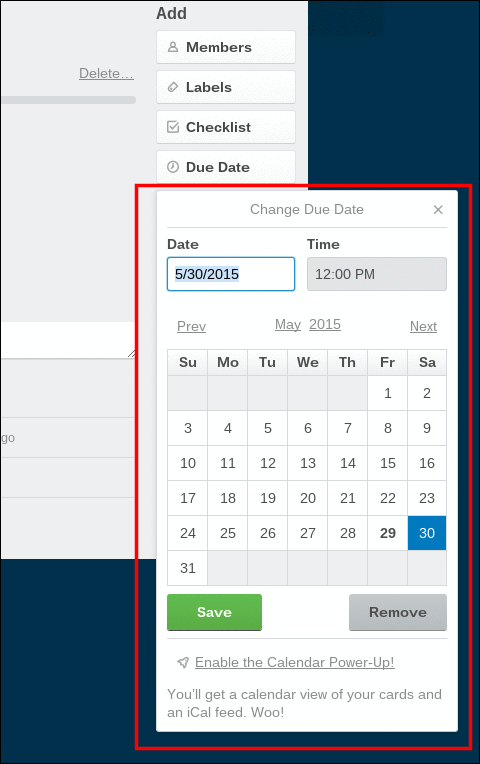 Add
Members
Delete…
Labels
Checklist
Due Date
Change Due Date
Date Time
5/30/2015 12:00 PM
Prev May 2015 Next
Su Mo Tu We Th Fr Sa
1 2
3 4 5 6 7 8 9
10 11 12 13 14 15 16
17 18 19 20 21 22 23
24 25 26 27 28 29 30
31
go
Save Remove
Enable the Calendar Power-Up!
You’ll get a calendar view of your cards and
an iCal feed. Woo!